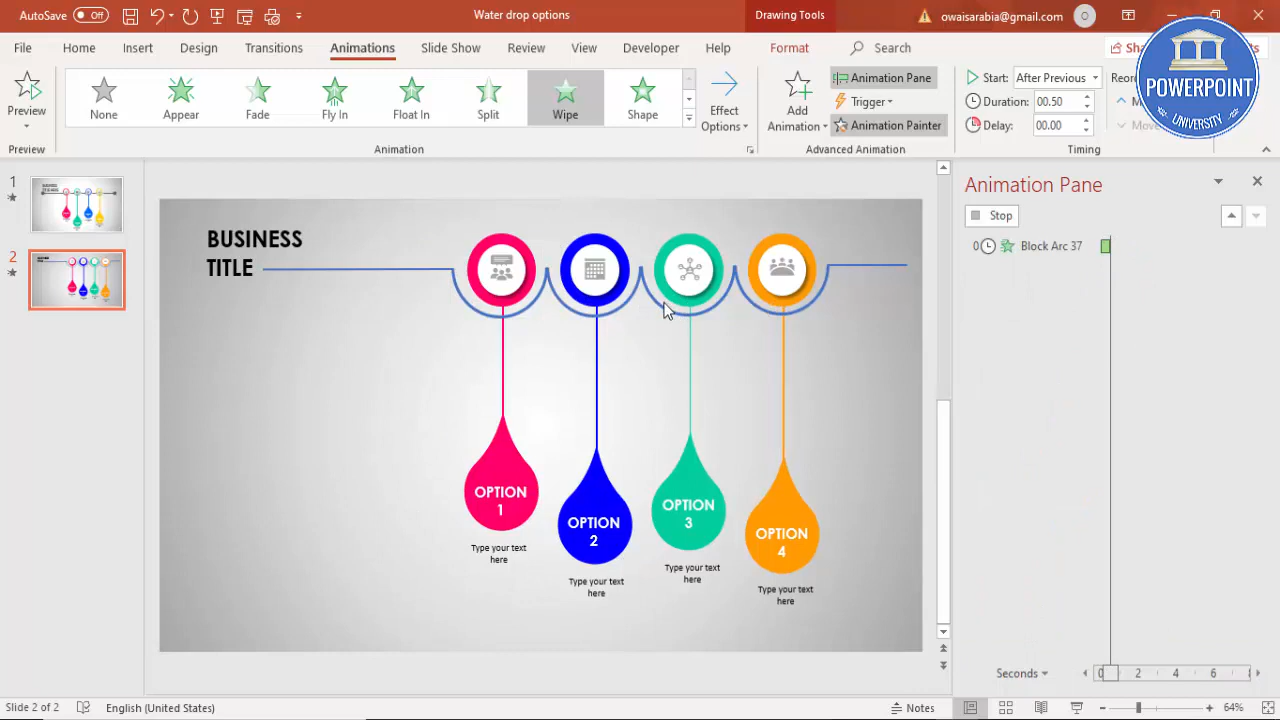 AutoSave Off
Water drop options
Drawing Tools
owaisarabia@gmail.com O
File Home Insert Design Transitions Animations Slide Show Review View Developer Help Format Search
Preview
Preview
None Appear Fade Fly In Float In Split Wipe Shape
Effect
Options
Animation
Add
Animation
Animation Pane
Trigger
Animation Painter
Advanced Animation
Start: After Previous
Duration: 00.50
Delay: 00.00
Timing
POWERPOINT
UNIVERSITY
1
2
BUSINESS
TITLE
OPTION
1
Type your text
here
OPTION
2
Type your text
here
OPTION
3
Type your text
here
OPTION
4
Type your text
here
Animation Pane
Stop
0 Block Arc 37
Seconds 0 2 4 6
Slide 2 of 2 English (United States)
Notes
64%